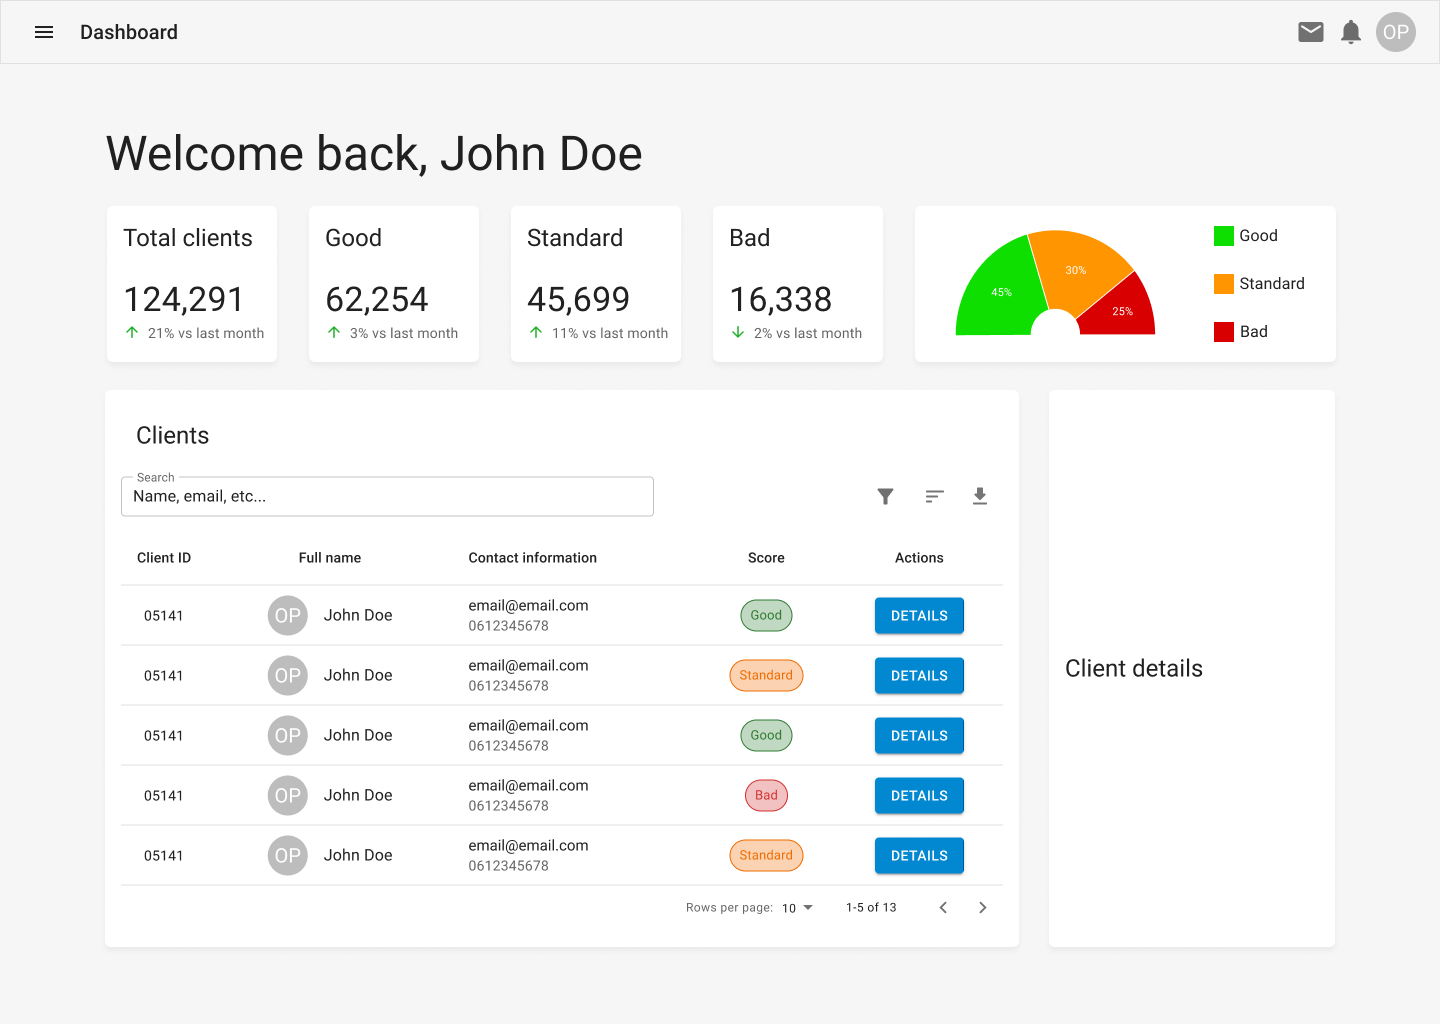 Dashboard
OP
Welcome back, John Doe
Total clients
124,291
21% vs last month
Good
62,254
3% vs last month
Standard
45,699
11% vs last month
Bad
16,338
2% vs last month
45%
30%
25%
Good
Standard
Bad
Clients
Search
Name, email, etc...
Client ID Full name Contact information Score Actions
05141 OP John Doe email@email.com 0612345678 Good DETAILS
05141 OP John Doe email@email.com 0612345678 Standard DETAILS
05141 OP John Doe email@email.com 0612345678 Good DETAILS
05141 OP John Doe email@email.com 0612345678 Bad DETAILS
05141 OP John Doe email@email.com 0612345678 Standard DETAILS
Rows per page: 10 1-5 of 13
Client details